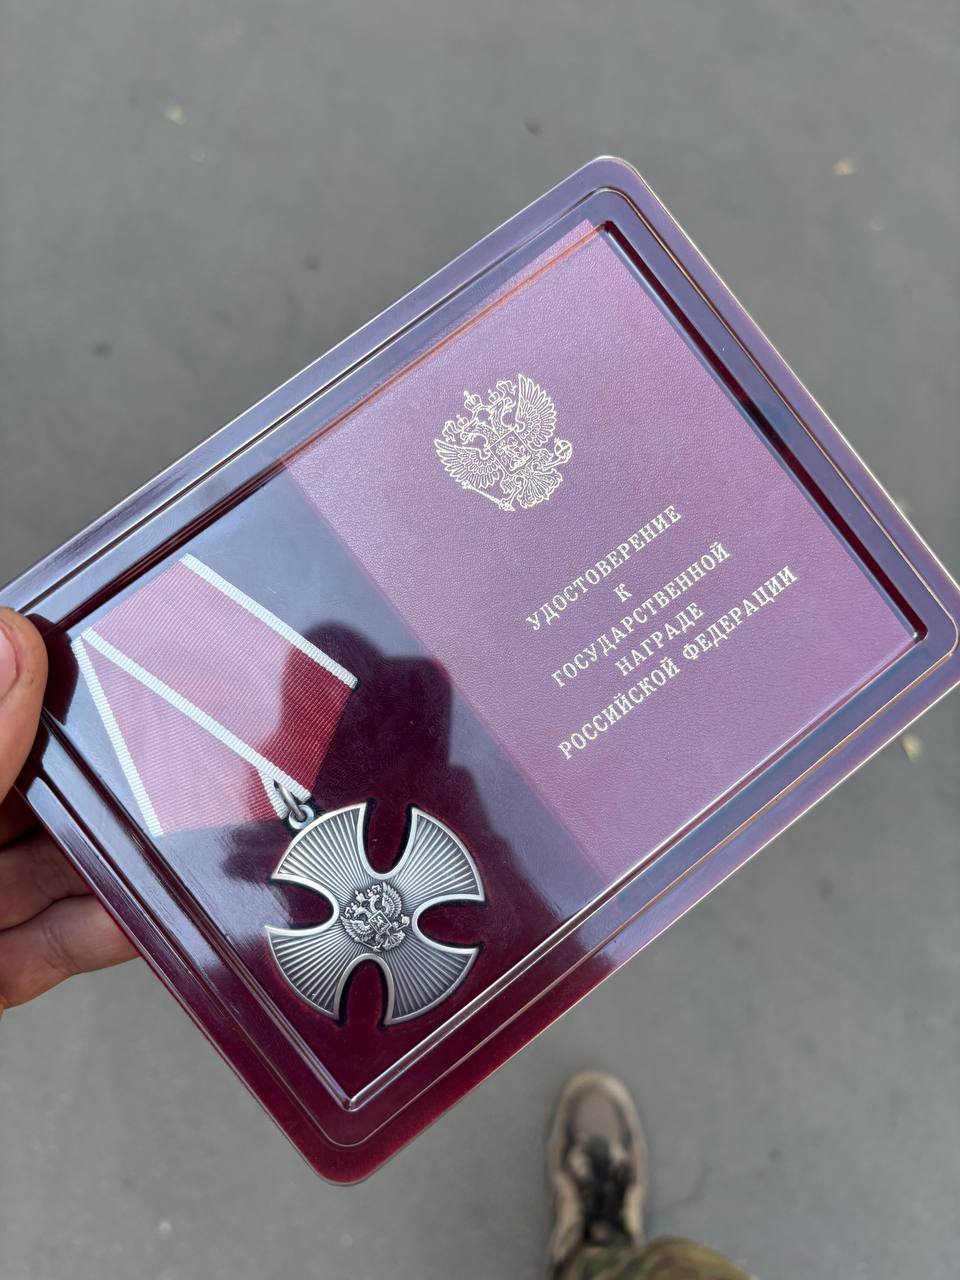 УДОСТОВЕРЕНИЕ
К
ГОСУДАРСТВЕННОЙ
НАГРАДЕ
РОССИЙСКОЙ ФЕДЕРАЦИИ